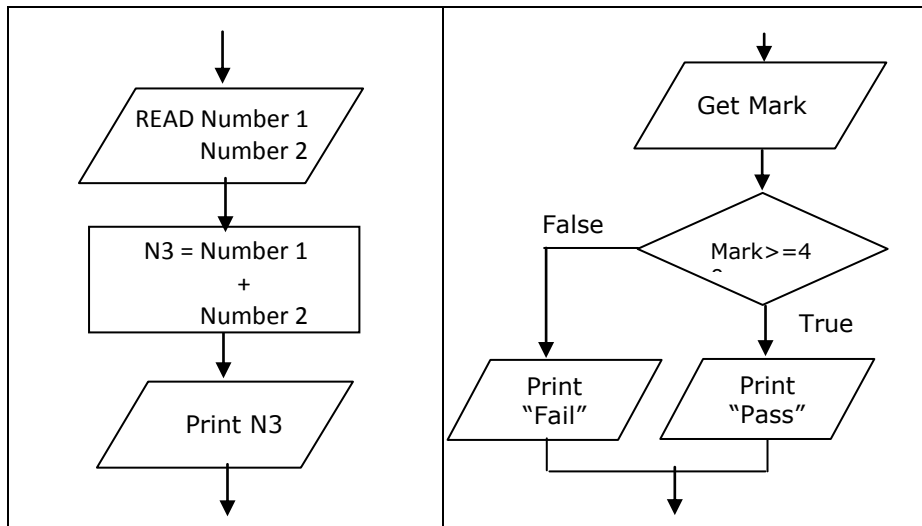 READ Number 1
Number 2
N3 = Number 1
+
Number 2
Print N3
Get Mark
False
Mark>=4
True
Print
“Fail”
Print
“Pass”